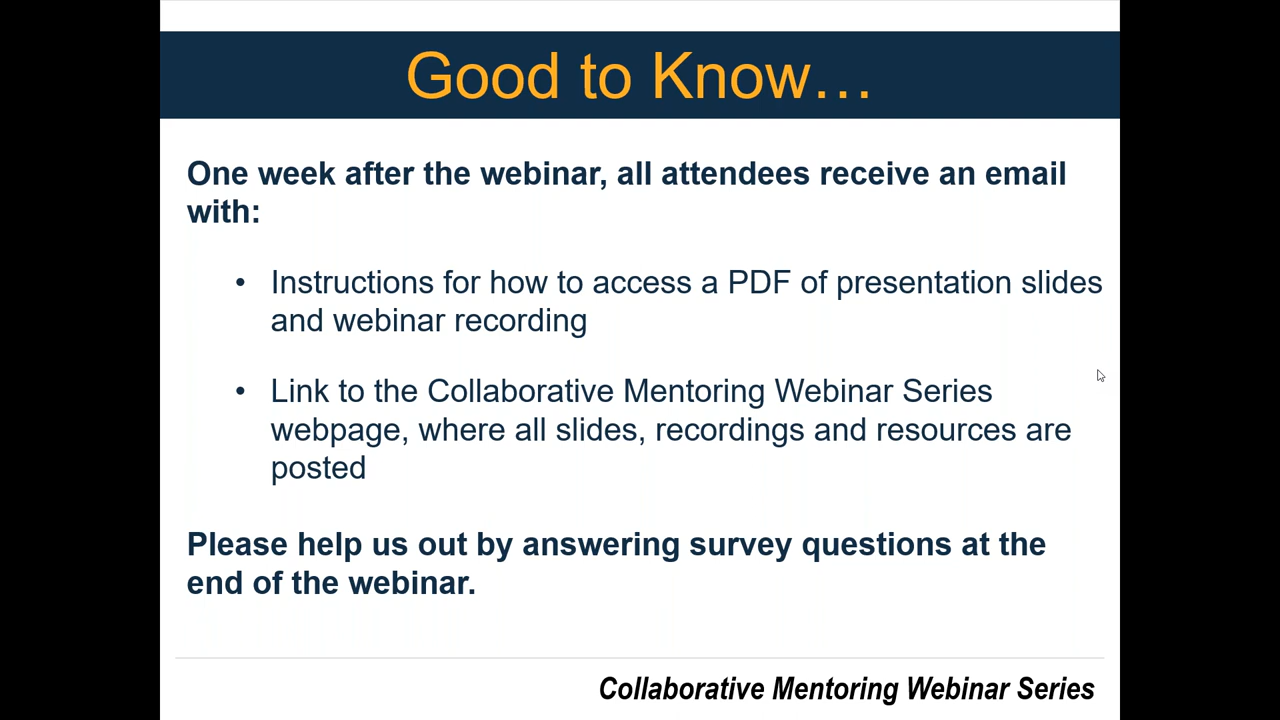 Good to Know…
One week after the webinar, all attendees receive an email
with:
• Instructions for how to access a PDF of presentation slides
and webinar recording
• Link to the Collaborative Mentoring Webinar Series
webpage, where all slides, recordings and resources are
posted
Please help us out by answering survey questions at the
end of the webinar.
Collaborative Mentoring Webinar Series